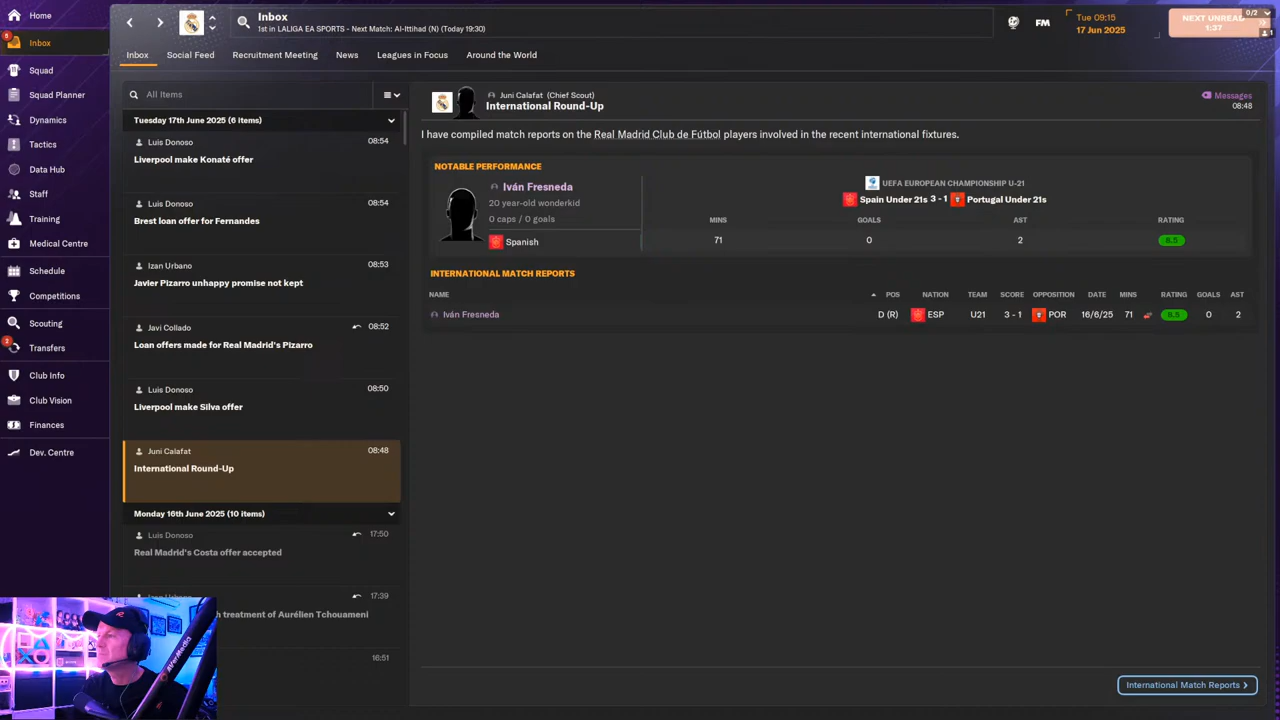 Home
Inbox
Squad
Squad Planner
Dynamics
Tactics
Data Hub
Staff
Training
Medical Centre
Schedule
Competitions
Scouting
2
Transfers
Club Info
Club Vision
Finances
Dev. Centre
Inbox
1st in LALIGA EA SPORTS - Next Match: Al-Ittihad (N) (Today 19:30)
FM
Tue 09:15
17 Jun 2025
NEXT UNREAD
1:37
0/2
1
Inbox
Social Feed
Recruitment Meeting
News
Leagues in Focus
Around the World
All Items
Tuesday 17th June 2025 (6 items)
Luis Donoso 08:54
Liverpool make Konaté offer
Luis Donoso 08:54
Brest loan offer for Fernandes
Izan Urbano 08:53
Javier Pizarro unhappy promise not kept
Javi Collado 08:52
Loan offers made for Real Madrid's Pizarro
Luis Donoso 08:50
Liverpool make Silva offer
Juni Calafat 08:48
International Round-Up
Monday 16th June 2025 (10 items)
Luis Donoso 17:50
Real Madrid's Costa offer accepted
17:39
treatment of Aurélien Tchouameni
16:51
Juni Calafat (Chief Scout)
International Round-Up
Messages
08:48
I have compiled match reports on the Real Madrid Club de Fútbol players involved in the recent international fixtures.
NOTABLE PERFORMANCE
Iván Fresneda
20 year-old wonderkid
0 caps / 0 goals
Spanish
UEFA EUROPEAN CHAMPIONSHIP U-21
Spain Under 21s 3 - 1 Portugal Under 21s
MINS GOALS AST RATING
71 0 2 8.5
INTERNATIONAL MATCH REPORTS
NAME POS NATION TEAM SCORE OPPOSITION DATE MINS RATING GOALS AST
Iván Fresneda D (R) ESP U21 3 - 1 POR 16/6/25 71 8.5 0 2
International Match Reports
AVerMedia